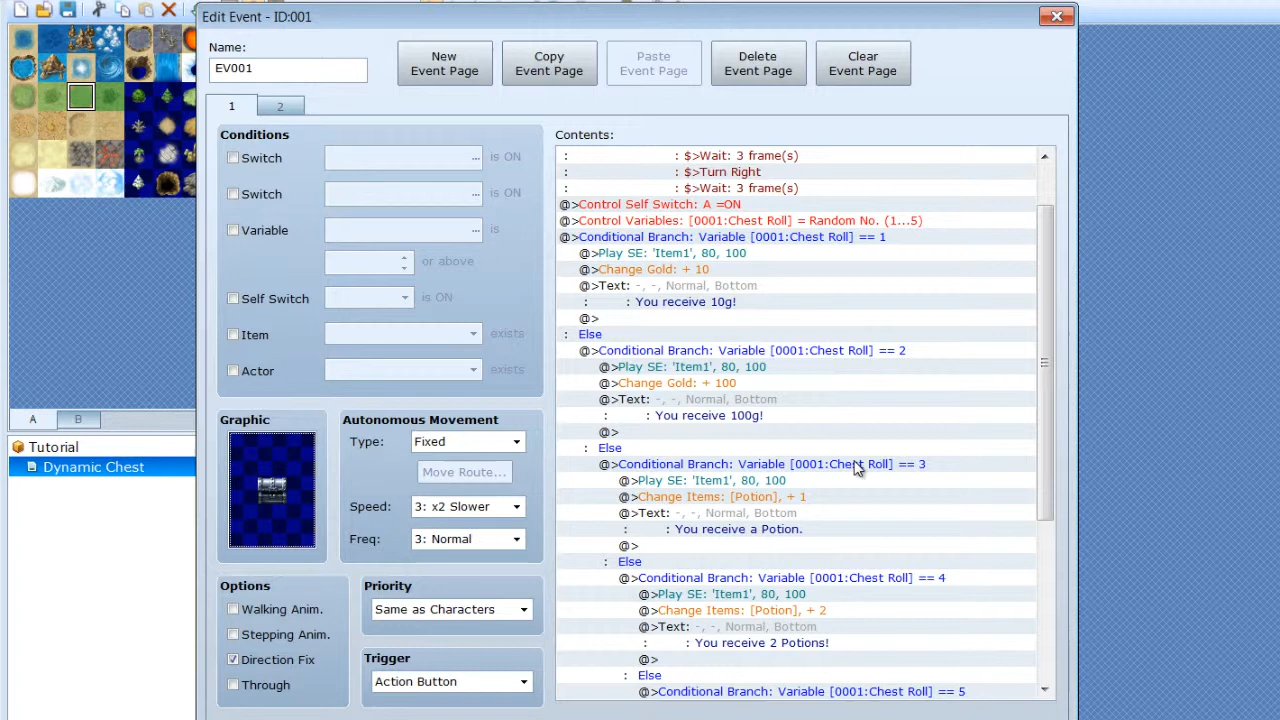 Edit Event - ID:001
Name:
EV001
New Event Page
Copy Event Page
Paste Event Page
Delete Event Page
Clear Event Page
1
2
Conditions
Switch ... is ON
Switch ... is ON
Variable ... is
or above
Self Switch is ON
Item exists
Actor exists
Graphic
Autonomous Movement
Type: Fixed
Move Route...
Speed: 3: x2 Slower
Freq: 3: Normal
Options
Walking Anim.
Stepping Anim.
Direction Fix
Through
Priority
Same as Characters
Trigger
Action Button
Contents:
: : $>Wait: 3 frame(s)
: : $>Turn Right
: : $>Wait: 3 frame(s)
@>Control Self Switch: A =ON
@>Control Variables: [0001:Chest Roll] = Random No. (1...5)
@>Conditional Branch: Variable [0001:Chest Roll] == 1
@>Play SE: 'Item1', 80, 100
@>Change Gold: + 10
@>Text: -, -, Normal, Bottom
: : You receive 10g!
@>
: Else
@>Conditional Branch: Variable [0001:Chest Roll] == 2
@>Play SE: 'Item1', 80, 100
@>Change Gold: + 100
@>Text: -, -, Normal, Bottom
: : You receive 100g!
@>
: Else
@>Conditional Branch: Variable [0001:Chest Roll] == 3
@>Play SE: 'Item1', 80, 100
@>Change Items: [Potion], + 1
@>Text: -, -, Normal, Bottom
: : You receive a Potion.
@>
: Else
@>Conditional Branch: Variable [0001:Chest Roll] == 4
@>Play SE: 'Item1', 80, 100
@>Change Items: [Potion], + 2
@>Text: -, -, Normal, Bottom
: : You receive 2 Potions!
@>
: Else
@>Conditional Branch: Variable [0001:Chest Roll] == 5
A
B
Tutorial
Dynamic Chest